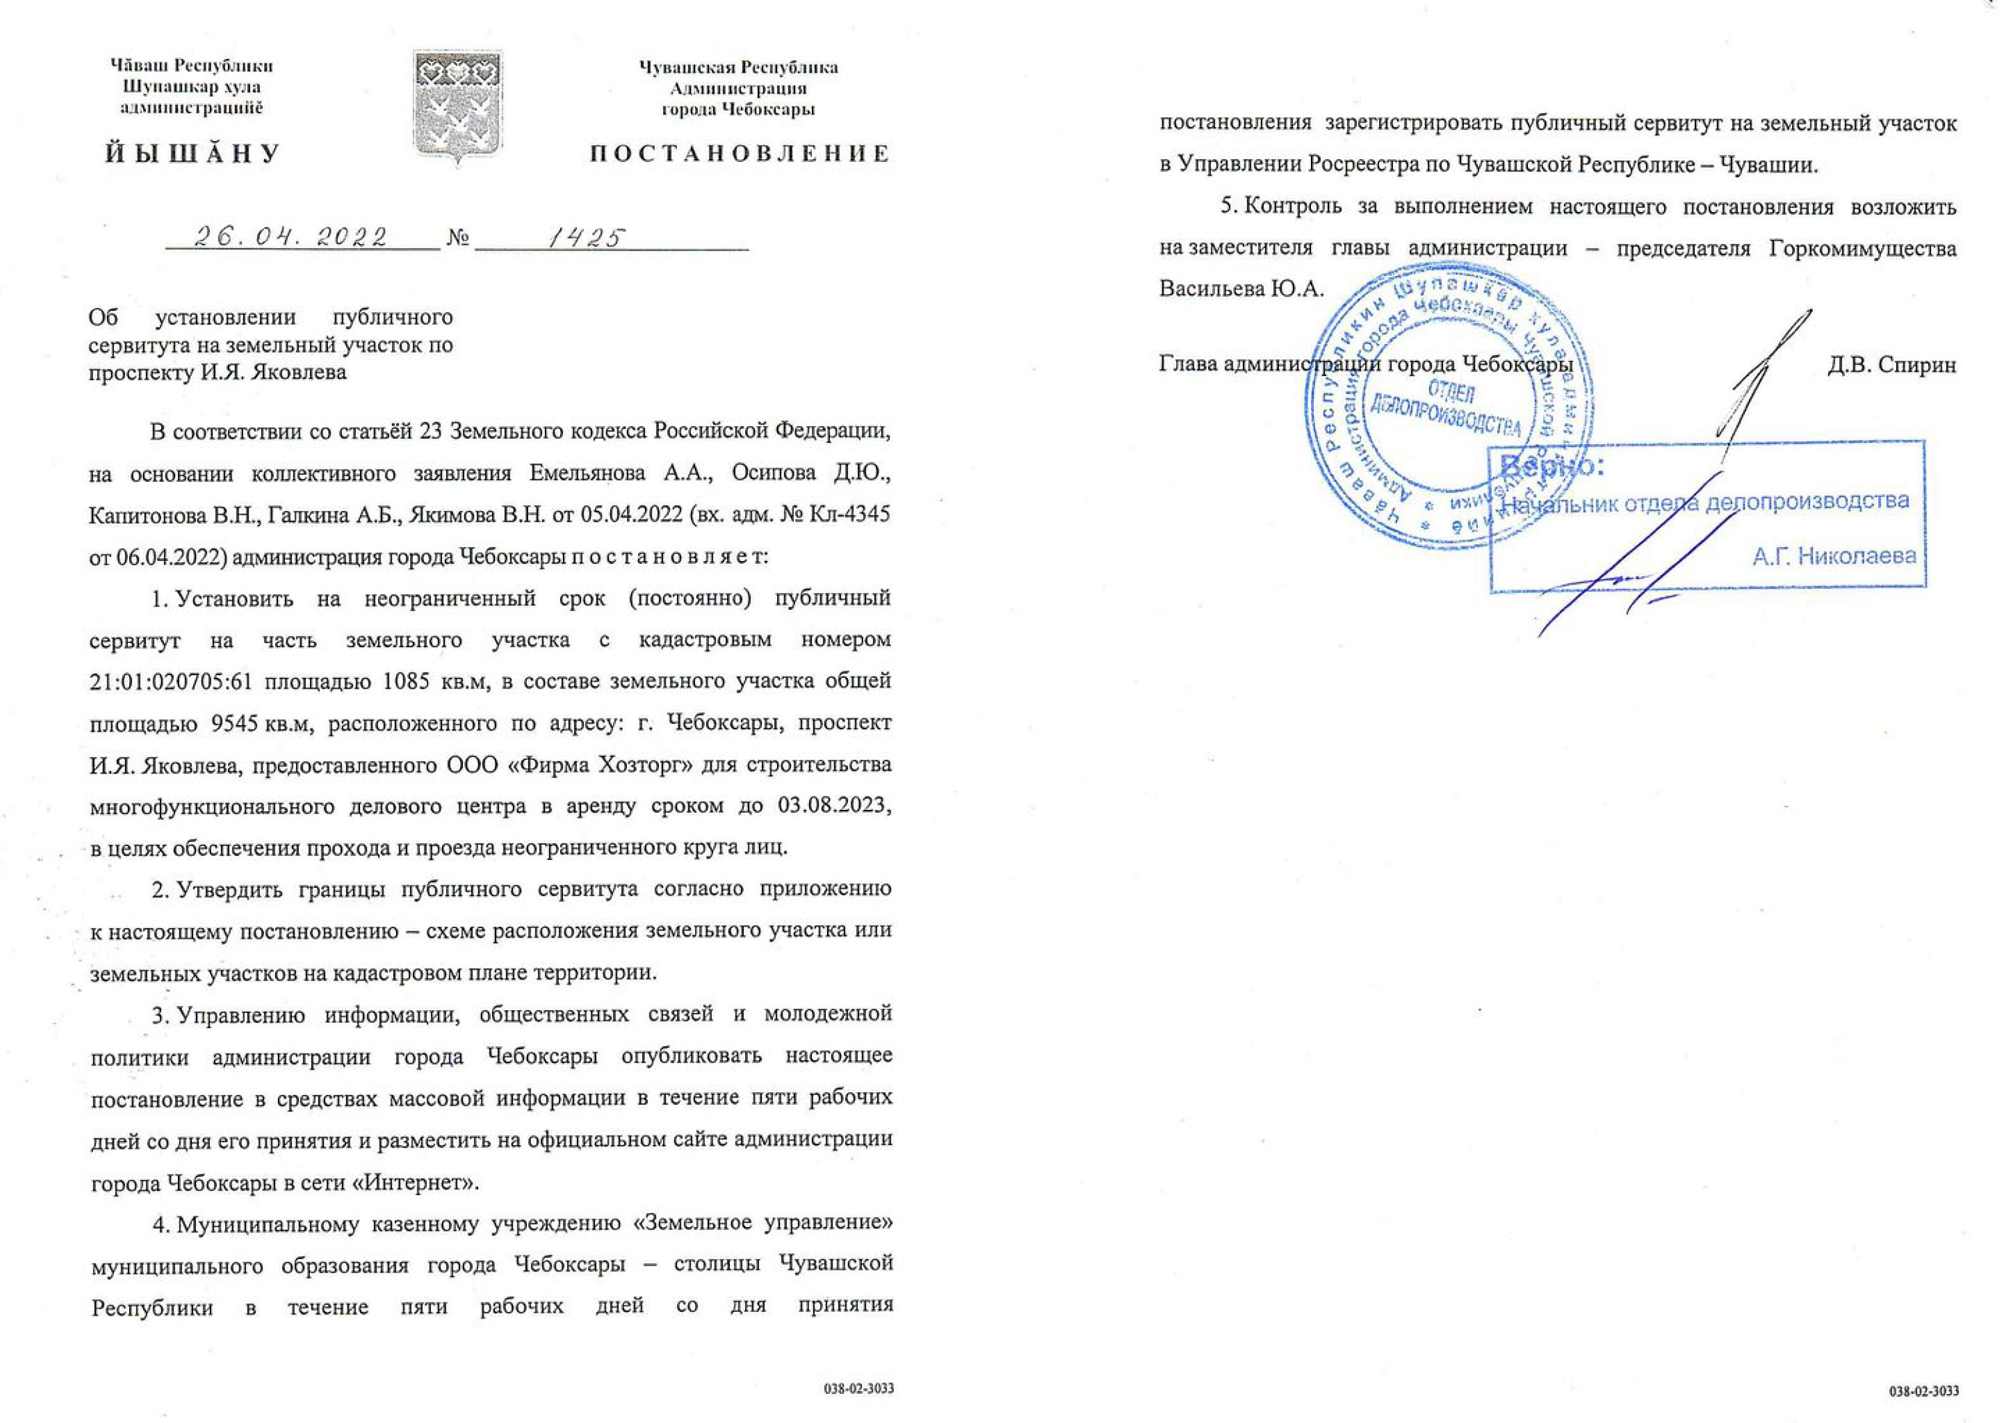 Чӑваш Республики
Шупашкар хула
администрацийĕ
ЙЫШӐНУ
Чувашская Республика
Администрация
города Чебоксары
ПОСТАНОВЛЕНИЕ
26.04.2022 № 1425
Об установлении публичного
сервитута на земельный участок по
проспекту И.Я. Яковлева
В соответствии со статьёй 23 Земельного кодекса Российской Федерации,
на основании коллективного заявления Емельянова А.А., Осипова Д.Ю.,
Капитонова В.Н., Галкина А.Б., Якимова В.Н. от 05.04.2022 (вх. адм. № Кл-4345
от 06.04.2022) администрация города Чебоксары п о с т а н о в л я е т:
1. Установить на неограниченный срок (постоянно) публичный
сервитут на часть земельного участка с кадастровым номером
21:01:020705:61 площадью 1085 кв.м, в составе земельного участка общей
площадью 9545 кв.м, расположенного по адресу: г. Чебоксары, проспект
И.Я. Яковлева, предоставленного ООО «Фирма Хозторг» для строительства
многофункционального делового центра в аренду сроком до 03.08.2023,
в целях обеспечения прохода и проезда неограниченного круга лиц.
2. Утвердить границы публичного сервитута согласно приложению
к настоящему постановлению – схеме расположения земельного участка или
земельных участков на кадастровом плане территории.
3. Управлению информации, общественных связей и молодежной
политики администрации города Чебоксары опубликовать настоящее
постановление в средствах массовой информации в течение пяти рабочих
дней со дня его принятия и разместить на официальном сайте администрации
города Чебоксары в сети «Интернет».
4. Муниципальному казенному учреждению «Земельное управление»
муниципального образования города Чебоксары – столицы Чувашской
Республики в течение пяти рабочих дней со дня принятия
038-02-3033
постановления зарегистрировать публичный сервитут на земельный участок
в Управлении Росреестра по Чувашской Республике – Чувашии.
5. Контроль за выполнением настоящего постановления возложить
на заместителя главы администрации – председателя Горкомимущества
Васильева Ю.А.
Глава администрации города Чебоксары Д.В. Спирин
Чӑваш Республикин Шупашкар хула администрацийĕ
Администрация города Чебоксары Чувашской Республики
ОТДЕЛ
ДЕЛОПРОИЗВОДСТВА
Верно:
Начальник отдела делопроизводства
А.Г. Николаева
038-02-3033